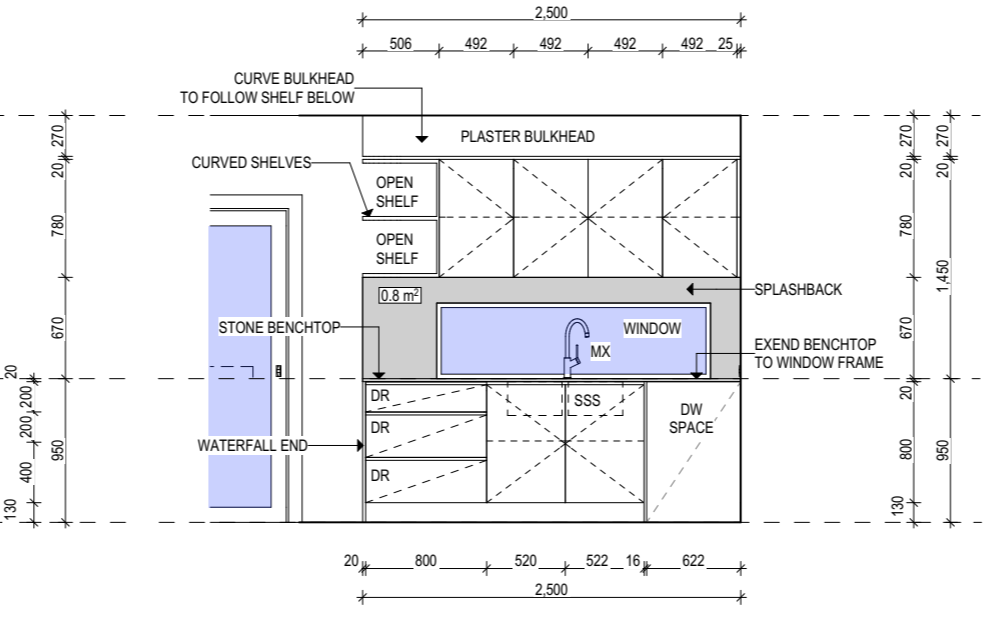 2,500
506 492 492 492 492 25
CURVE BULKHEAD
TO FOLLOW SHELF BELOW
PLASTER BULKHEAD
CURVED SHELVES
OPEN
SHELF
OPEN
SHELF
0.8 m²
SPLASHBACK
STONE BENCHTOP
WINDOW
MX
EXEND BENCHTOP
TO WINDOW FRAME
DR
DR
DR
SSS
DW
SPACE
WATERFALL END
270
20
780
670
950
20
200
200
400
130
270
20
780
670
20
800
130
270
20
1,450
950
20 800 520 522 16 622
2,500